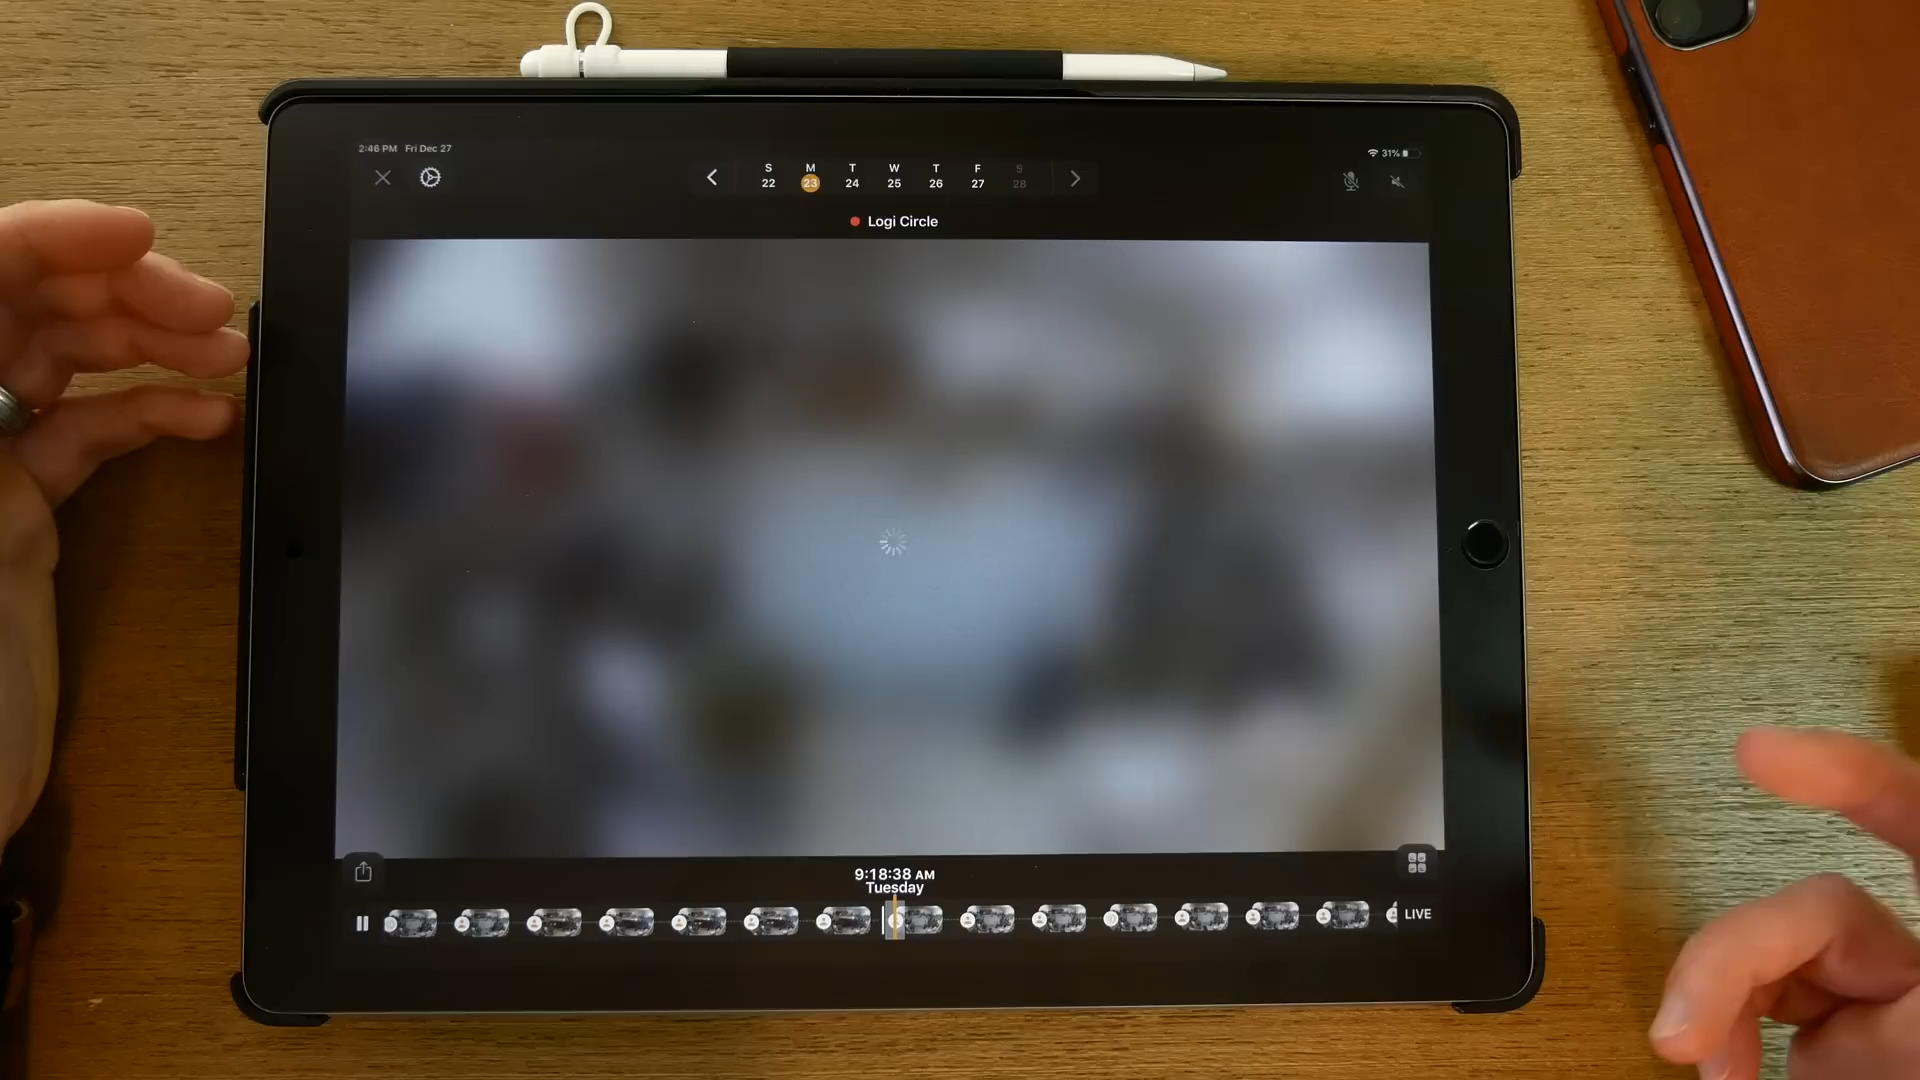 2:46 PM Fri Dec 27
31%
S M T W T F S
22 23 24 25 26 27 28
Logi Circle
9:18:38 AM
Tuesday
LIVE